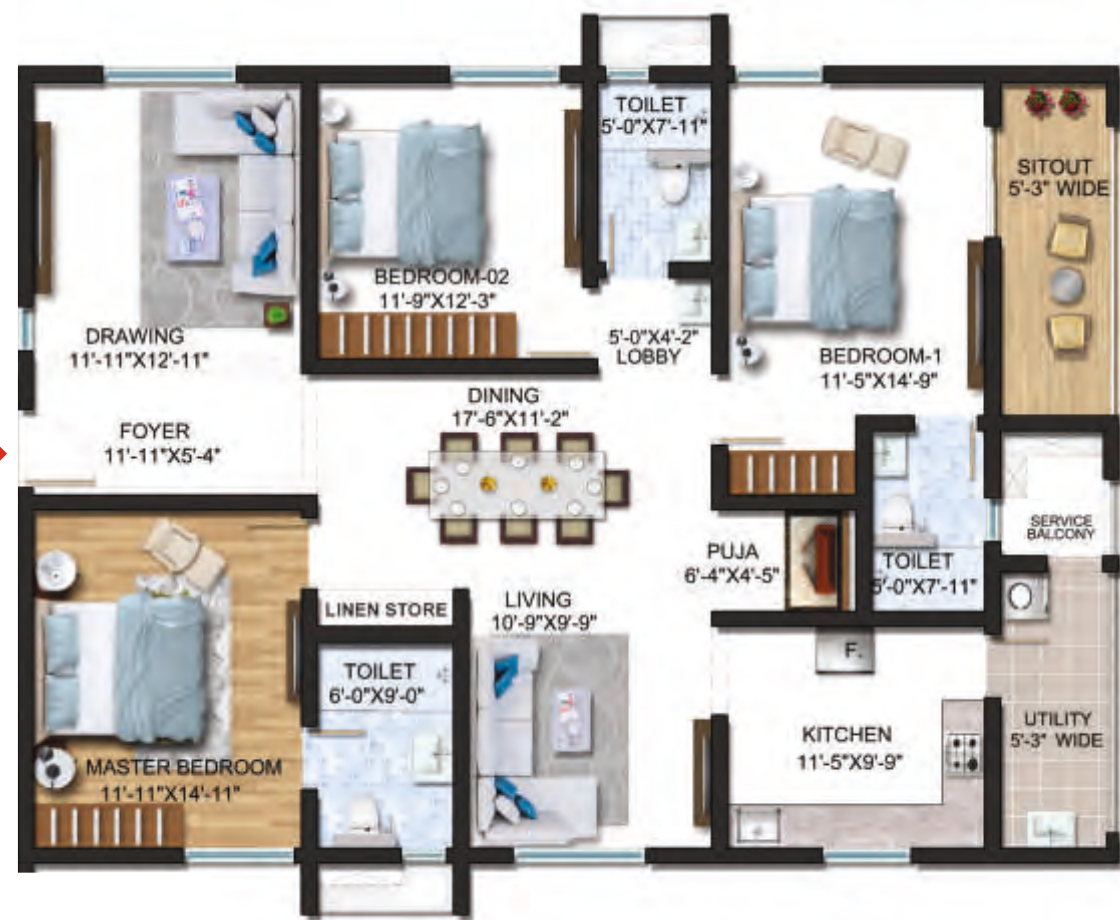 TOILET
5'-0"X7'-11"
SITOUT
5'-3" WIDE
BEDROOM-02
11'-9"X12'-3"
DRAWING
11'-11"X12'-11"
5'-0"X4'-2"
LOBBY
BEDROOM-1
11'-5"X14'-9"
DINING
17'-6"X11'-2"
FOYER
11'-11"X5'-4"
SERVICE
BALCONY
PUJA
6'-4"X4'-5"
TOILET
5'-0"X7'-11"
LINEN STORE
LIVING
10'-9"X9'-9"
F.
TOILET
6'-0"X9'-0"
KITCHEN
11'-5"X9'-9"
UTILITY
5'-3" WIDE
MASTER BEDROOM
11'-11"X14'-11"